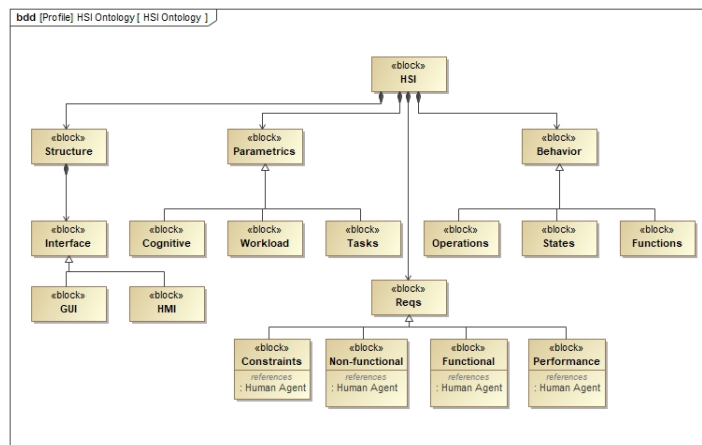 bdd [Profile] HSI Ontology [ HSI Ontology ]
«block»
HSI
«block»
Structure
«block»
Parametrics
«block»
Behavior
«block»
Interface
«block»
Cognitive
«block»
Workload
«block»
Tasks
«block»
Operations
«block»
States
«block»
Functions
«block»
GUI
«block»
HMI
«block»
Reqs
«block»
Constraints
references
: Human Agent
«block»
Non-functional
references
: Human Agent
«block»
Functional
references
: Human Agent
«block»
Performance
references
: Human Agent